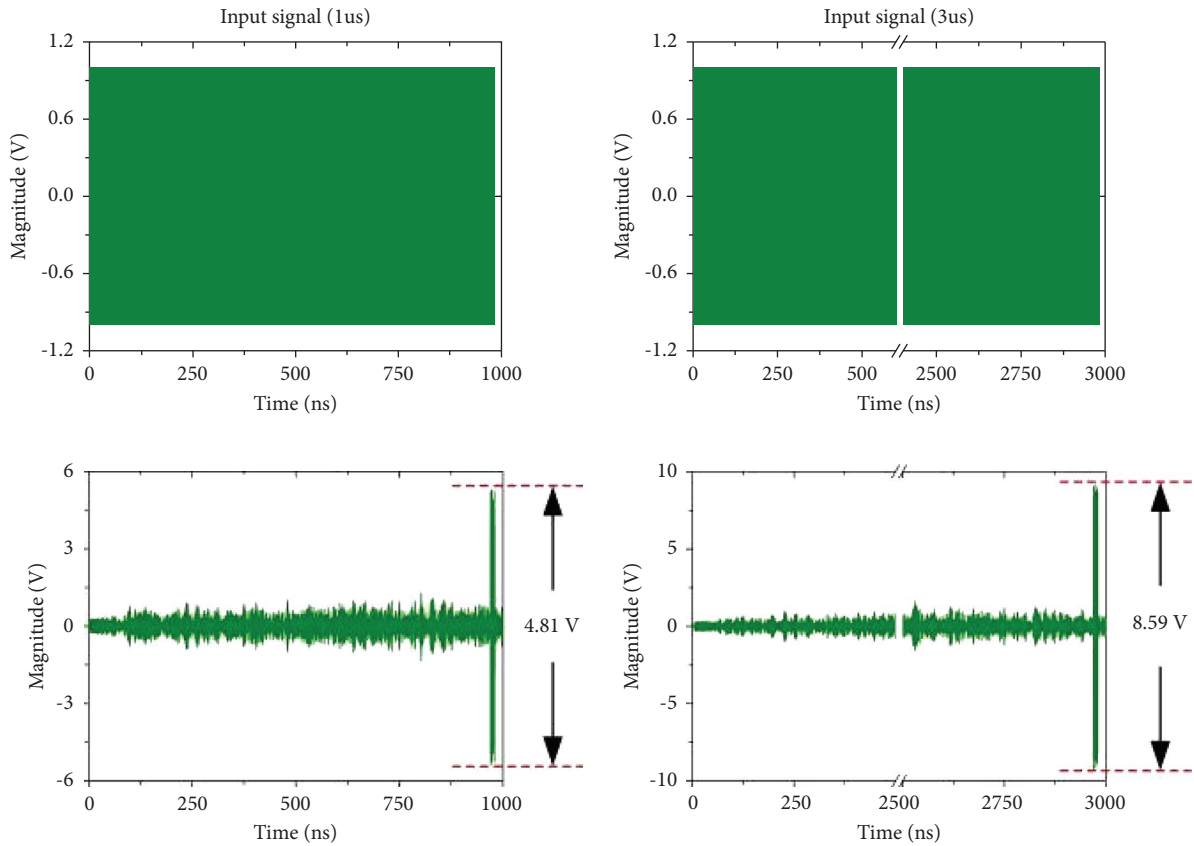 Input signal (1us)
1.2
0.6
0.0
-0.6
-1.2
Magnitude (V)
0 250 500 750 1000
Time (ns)
Input signal (3us)
1.2
0.6
0.0
-0.6
-1.2
Magnitude (V)
0 250 500 2500 2750 3000
Time (ns)
6
3
0
-3
-6
Magnitude (V)
4.81 V
0 250 500 750 1000
Time (ns)
10
5
0
-5
-10
Magnitude (V)
8.59 V
0 250 2500 2750 3000
Time (ns)